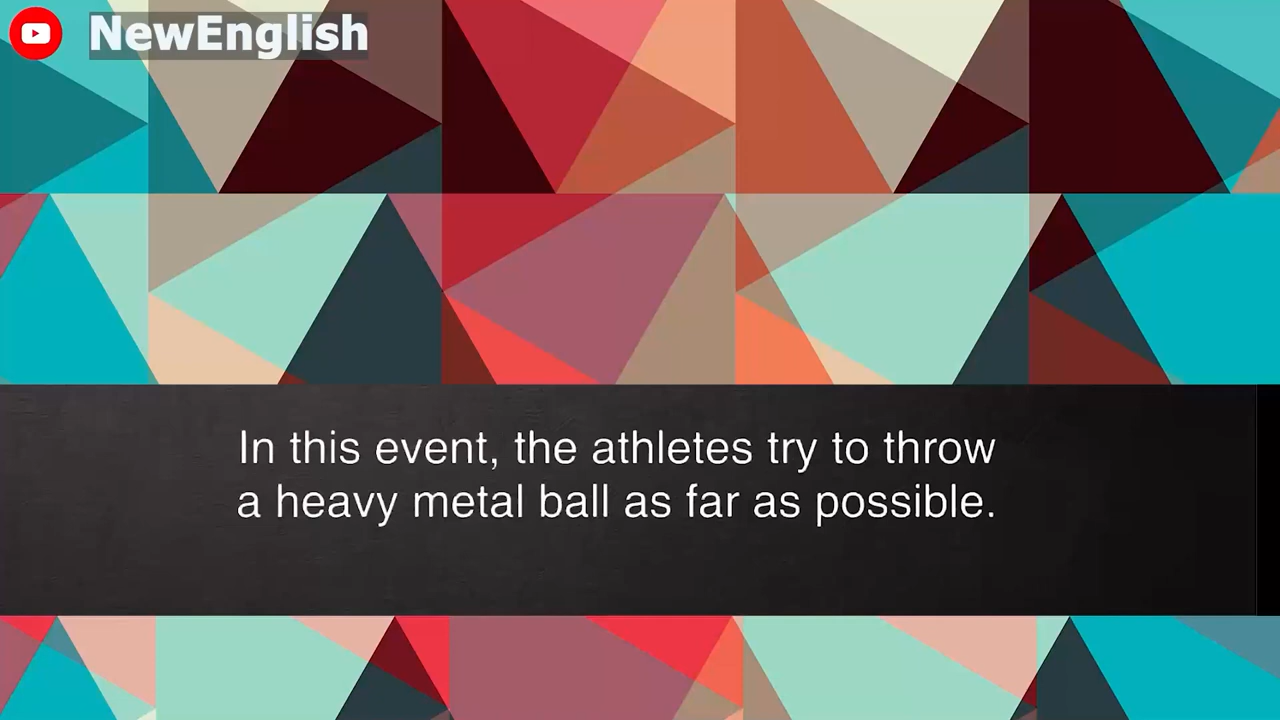 NewEnglish
In this event, the athletes try to throw
a heavy metal ball as far as possible.